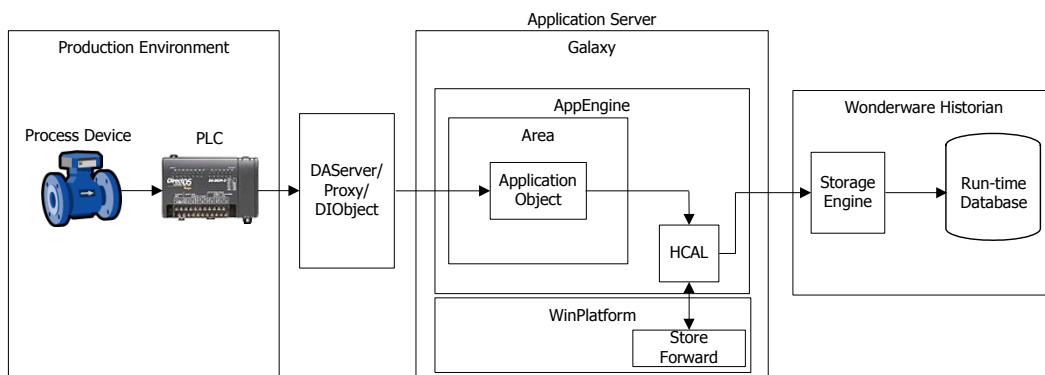 Application Server
Production Environment
Galaxy
AppEngine
Wonderware Historian
Process Device
PLC
Area
DAServer/
Proxy/
DIObject
Application
Object
Storage
Engine
Run-time
Database
HCAL
WinPlatform
Store
Forward